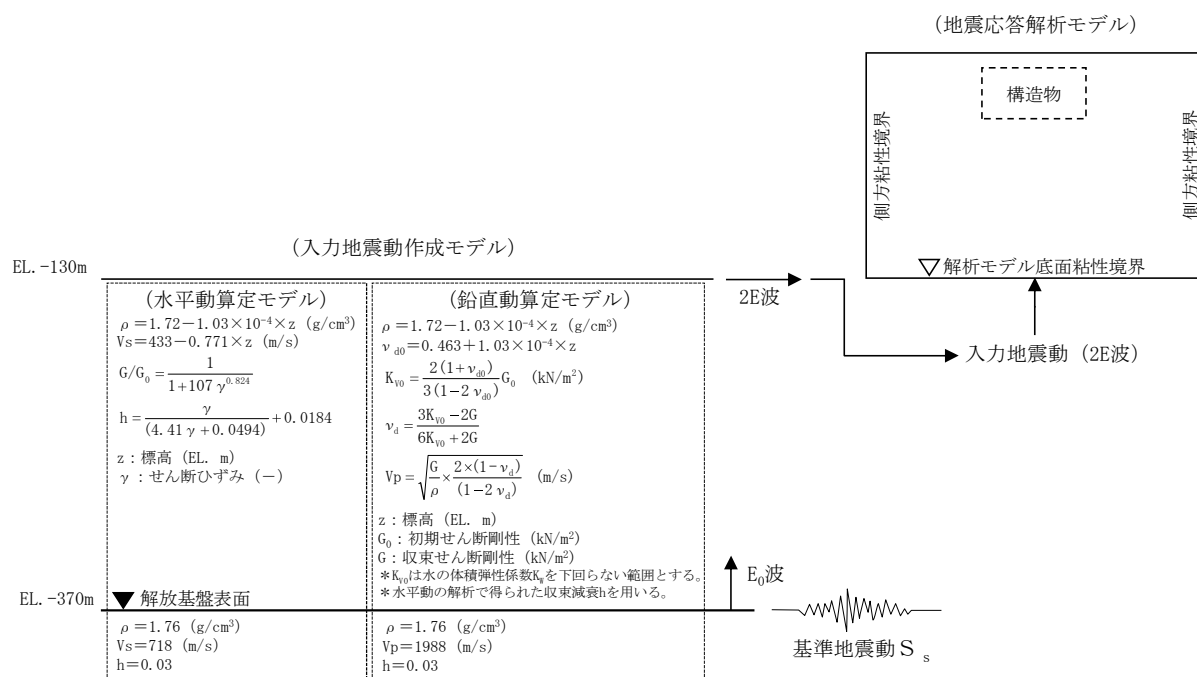 (地震応答解析モデル)
構造物
側方粘性境界
側方粘性境界
▽解析モデル底面粘性境界
(入力地震動作成モデル)
EL.-130m
2E波
入力地震動 (2E波)
(水平動算定モデル)
ρ=1.72-1.03×10⁻⁴×z (g/cm³)
Vs=433-0.771×z (m/s)
G/G₀=1/(1+107γ^0.824)
h=γ/(4.41γ+0.0494)+0.0184
z:標高 (EL. m)
γ:せん断ひずみ (-)
(鉛直動算定モデル)
ρ=1.72-1.03×10⁻⁴×z (g/cm³)
ν_d0=0.463+1.03×10⁻⁴×z
K_V0=2(1+ν_d0)/3(1-2ν_d0) G₀ (kN/m²)
ν_d=(3K_V0-2G)/(6K_V0+2G)
Vp=√(G/ρ×2×(1-ν_d)/(1-2ν_d)) (m/s)
z:標高 (EL. m)
G₀:初期せん断剛性 (kN/m²)
G:収束せん断剛性 (kN/m²)
*K_V0は水の体積弾性係数K_Wを下回らない範囲とする。
*水平動の解析で得られた収束減衰hを用いる。
E₀波
EL.-370m
▼解放基盤表面
ρ=1.76 (g/cm³)
Vs=718 (m/s)
h=0.03
ρ=1.76 (g/cm³)
Vp=1988 (m/s)
h=0.03
基準地震動Ss